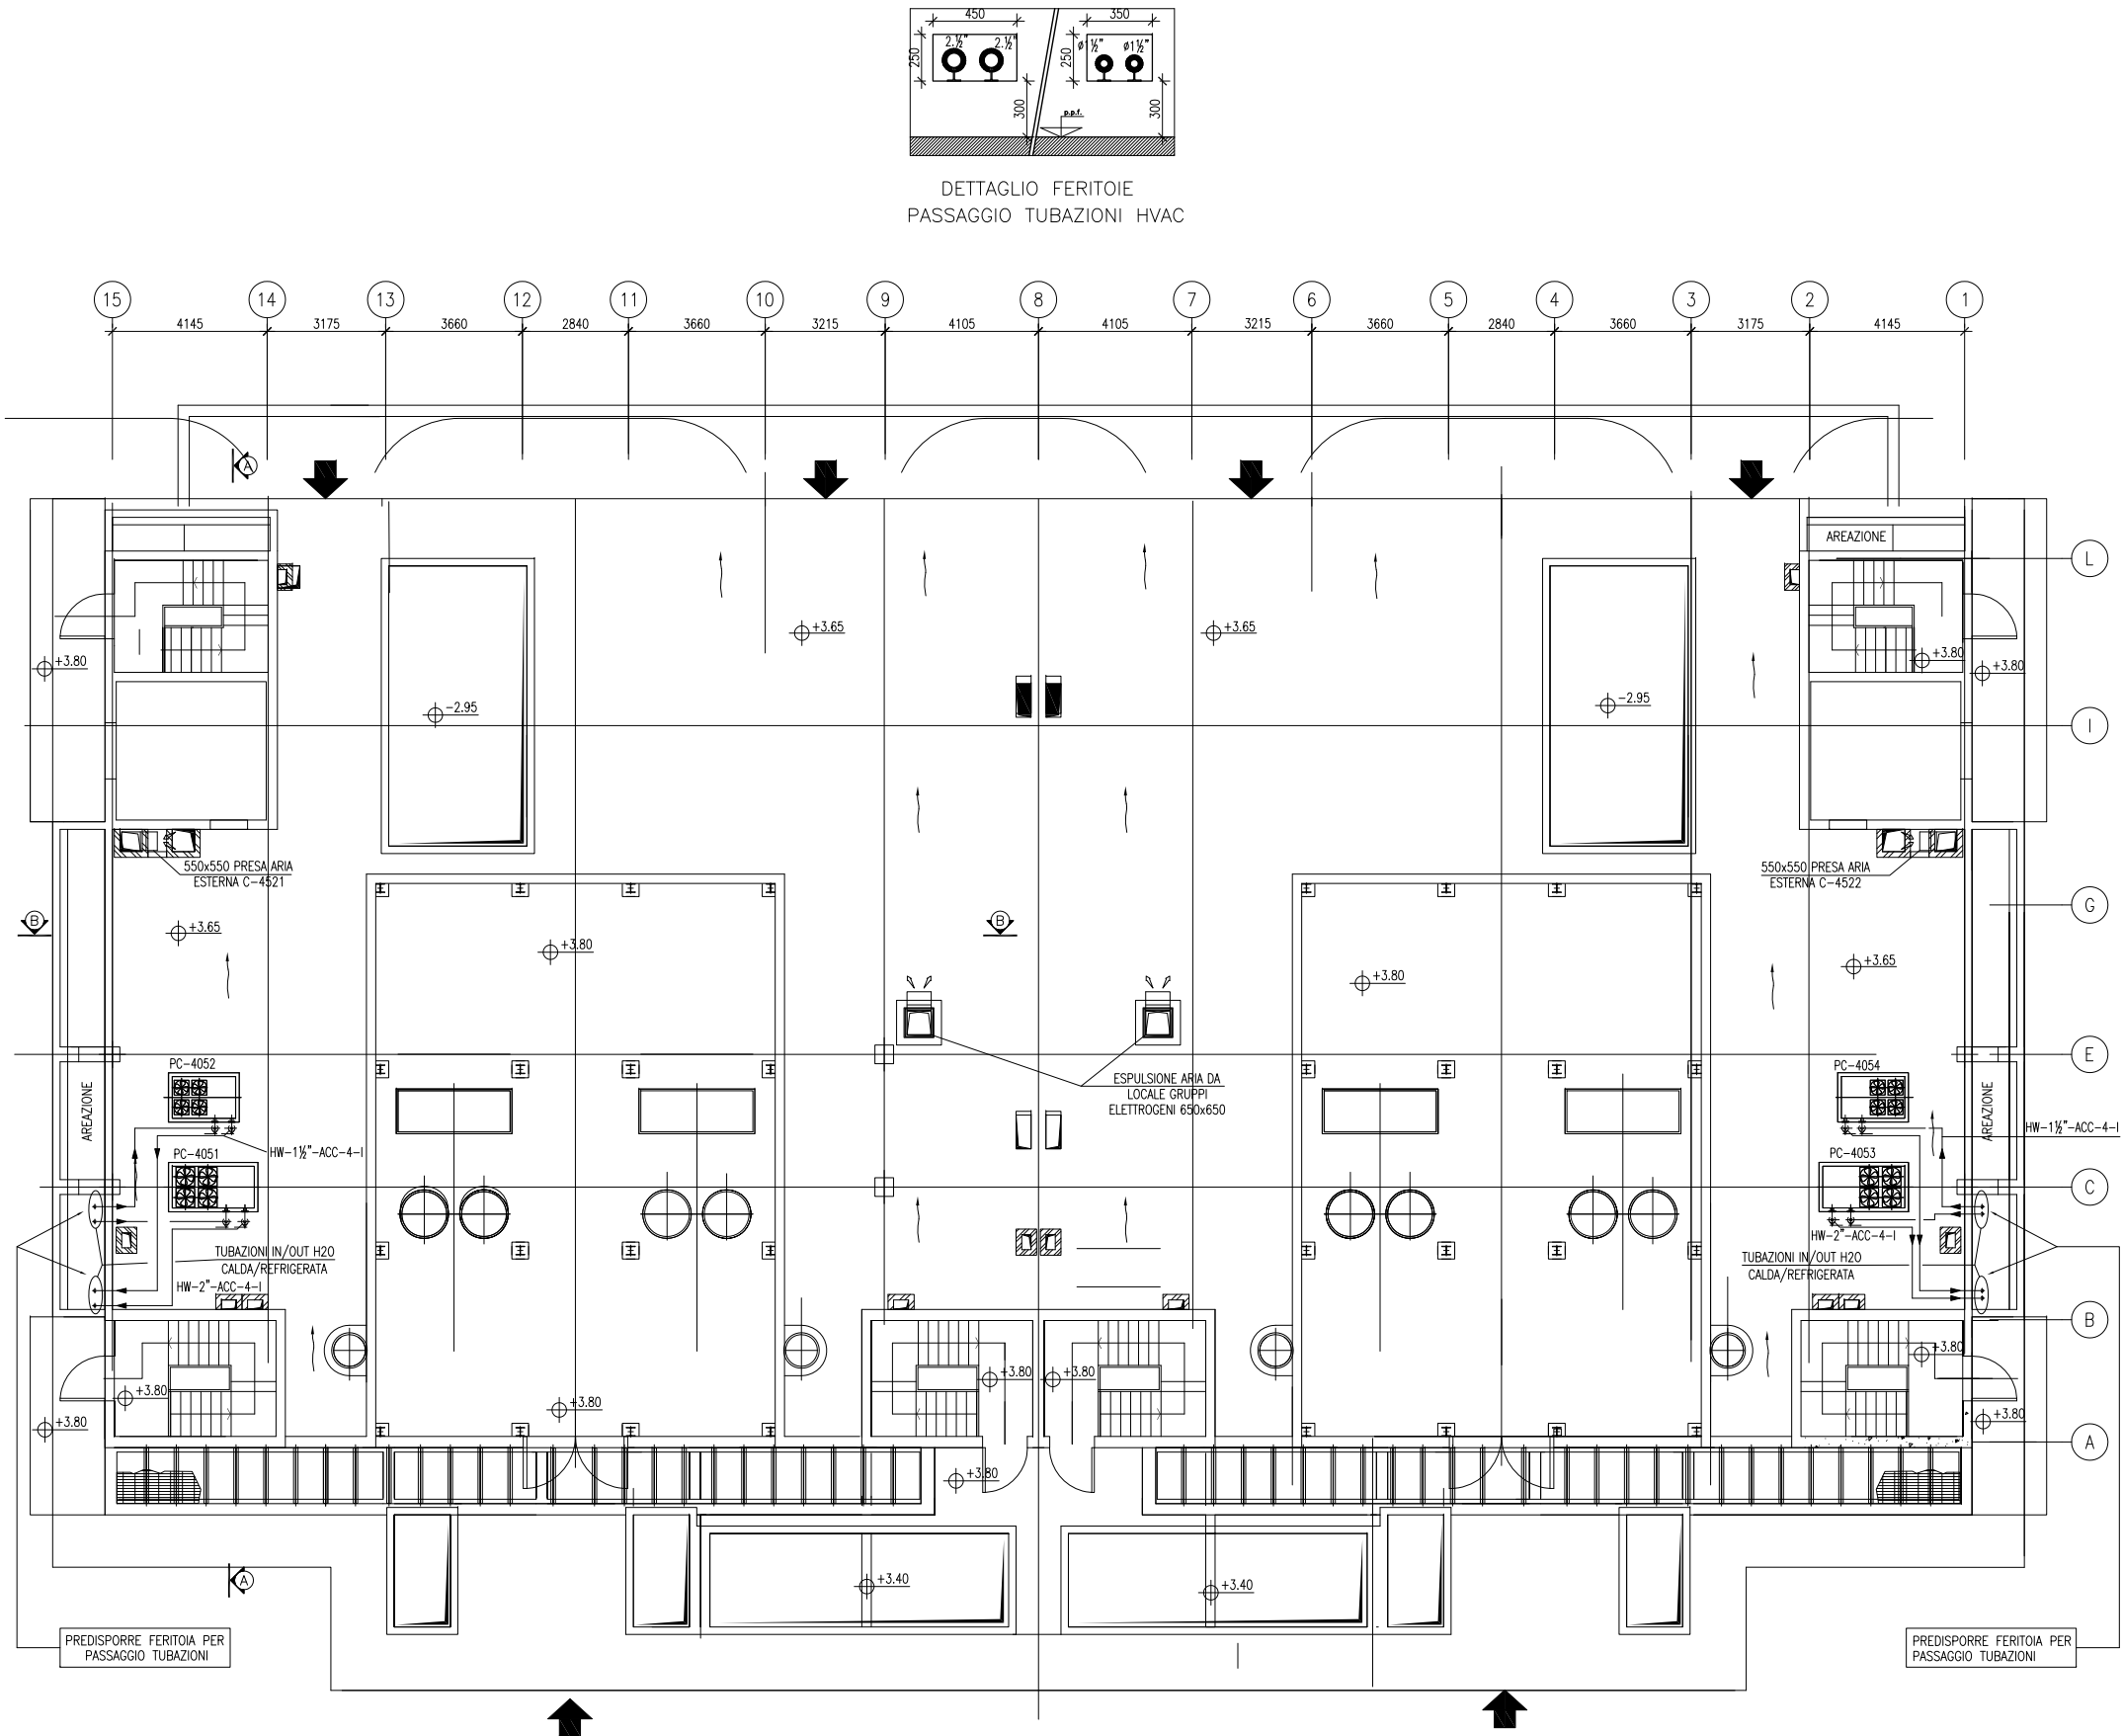 450
350
2.½" 2.½"
ø1½" ø1½"
250
250
300
300
p.p.f.
DETTAGLIO FERITOIE
PASSAGGIO TUBAZIONI HVAC
15 14 13 12 11 10 9 8 7 6 5 4 3 2 1
4145 3175 3660 2840 3660 3215 4105 4105 3215 3660 2840 3660 3175 4145
A
AREAZIONE
L
+3.65
+3.65
+3.80
+3.80
+3.80
-2.95
-2.95
I
550x550 PRESA ARIA
ESTERNA C-4521
550x550 PRESA ARIA
ESTERNA C-4522
G
B
B
+3.65
+3.80
+3.80
+3.65
E
PC-4052
PC-4054
AREAZIONE
AREAZIONE
ESPULSIONE ARIA DA
LOCALE GRUPPI
ELETTROGENI 650x650
HW-1½"-ACC-4-I
HW-1½"-ACC-4-I
PC-4051
PC-4053
C
HW-2"-ACC-4-I
TUBAZIONI IN/OUT H2O
CALDA/REFRIGERATA
TUBAZIONI IN/OUT H2O
CALDA/REFRIGERATA
HW-2"-ACC-4-I
B
+3.80
+3.80
+3.80
+3.80
+3.80
+3.80
+3.80
+3.80
A
+3.80
A
+3.40
+3.40
PREDISPORRE FERITOIA PER
PASSAGGIO TUBAZIONI
PREDISPORRE FERITOIA PER
PASSAGGIO TUBAZIONI